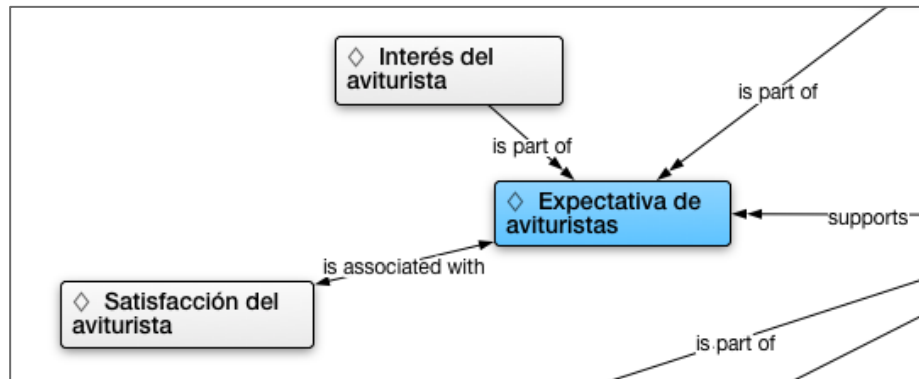 ◇ Interés del
aviturista
is part of
is part of
◇ Expectativa de
avituristas
supports
is associated with
◇ Satisfacción del
aviturista
is part of